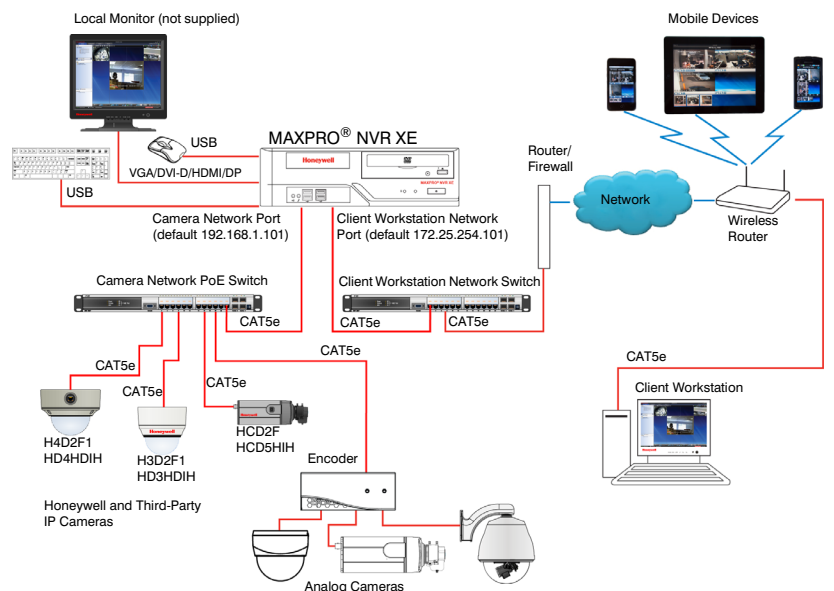 Local Monitor (not supplied)
Mobile Devices
USB
MAXPRO® NVR XE
Honeywell
MAXPRO® NVR XE
VGA/DVI-D/HDMI/DP
USB
Router/
Firewall
Network
Wireless
Router
Camera Network Port
(default 192.168.1.101)
Client Workstation Network
Port (default 172.25.254.101)
Camera Network PoE Switch
Client Workstation Network Switch
CAT5e
CAT5e
CAT5e
CAT5e
CAT5e
CAT5e
CAT5e
CAT5e
Client Workstation
Honeywell
H4D2F1
HD4HDIH
H3D2F1
HD3HDIH
HCD2F
HCD5HIH
Encoder
Honeywell and Third-Party
IP Cameras
Analog Cameras